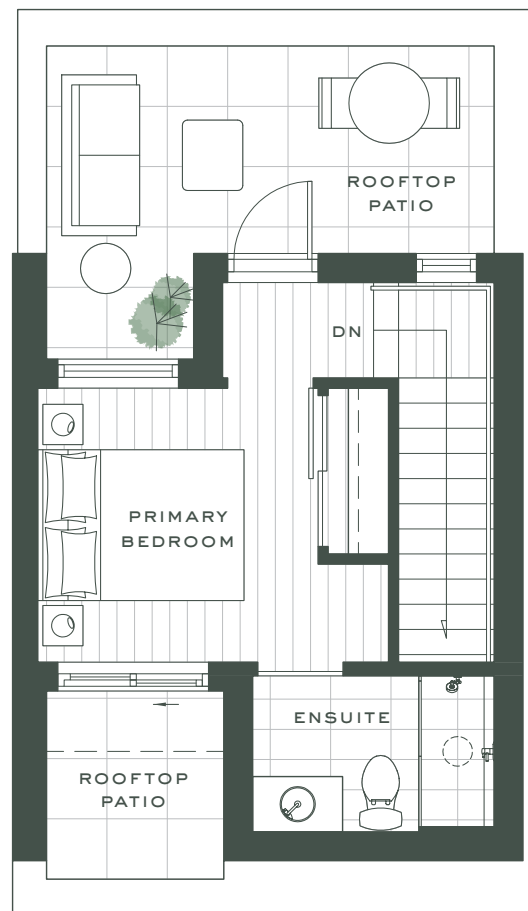 ROOFTOP
PATIO
DN
PRIMARY
BEDROOM
ENSUITE
ROOFTOP
PATIO